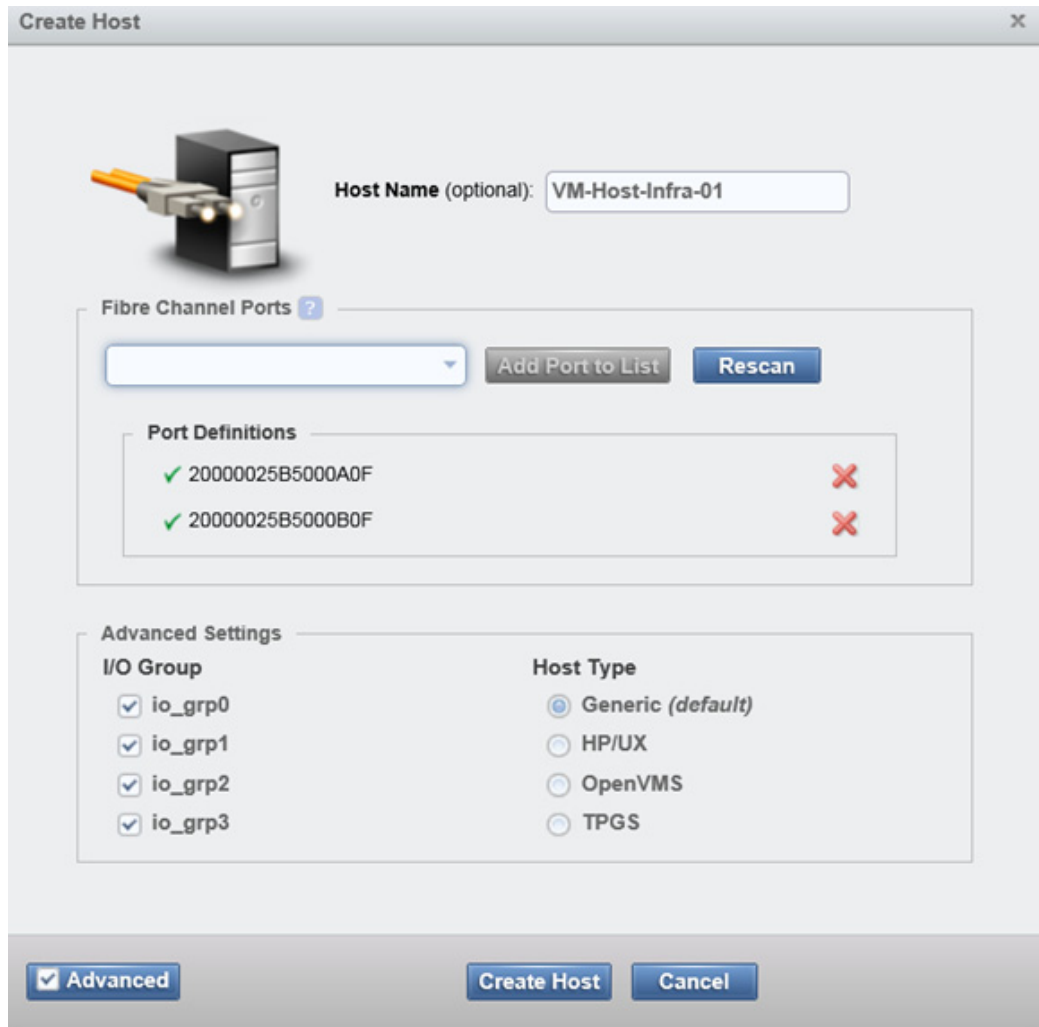 Create Host x
Host Name (optional): VM-Host-Infra-01
Fibre Channel Ports ?
Add Port to List Rescan
Port Definitions
20000025B5000A0F
20000025B5000B0F
Advanced Settings
I/O Group Host Type
io_grp0 Generic (default)
io_grp1 HP/UX
io_grp2 OpenVMS
io_grp3 TPGS
Advanced Create Host Cancel